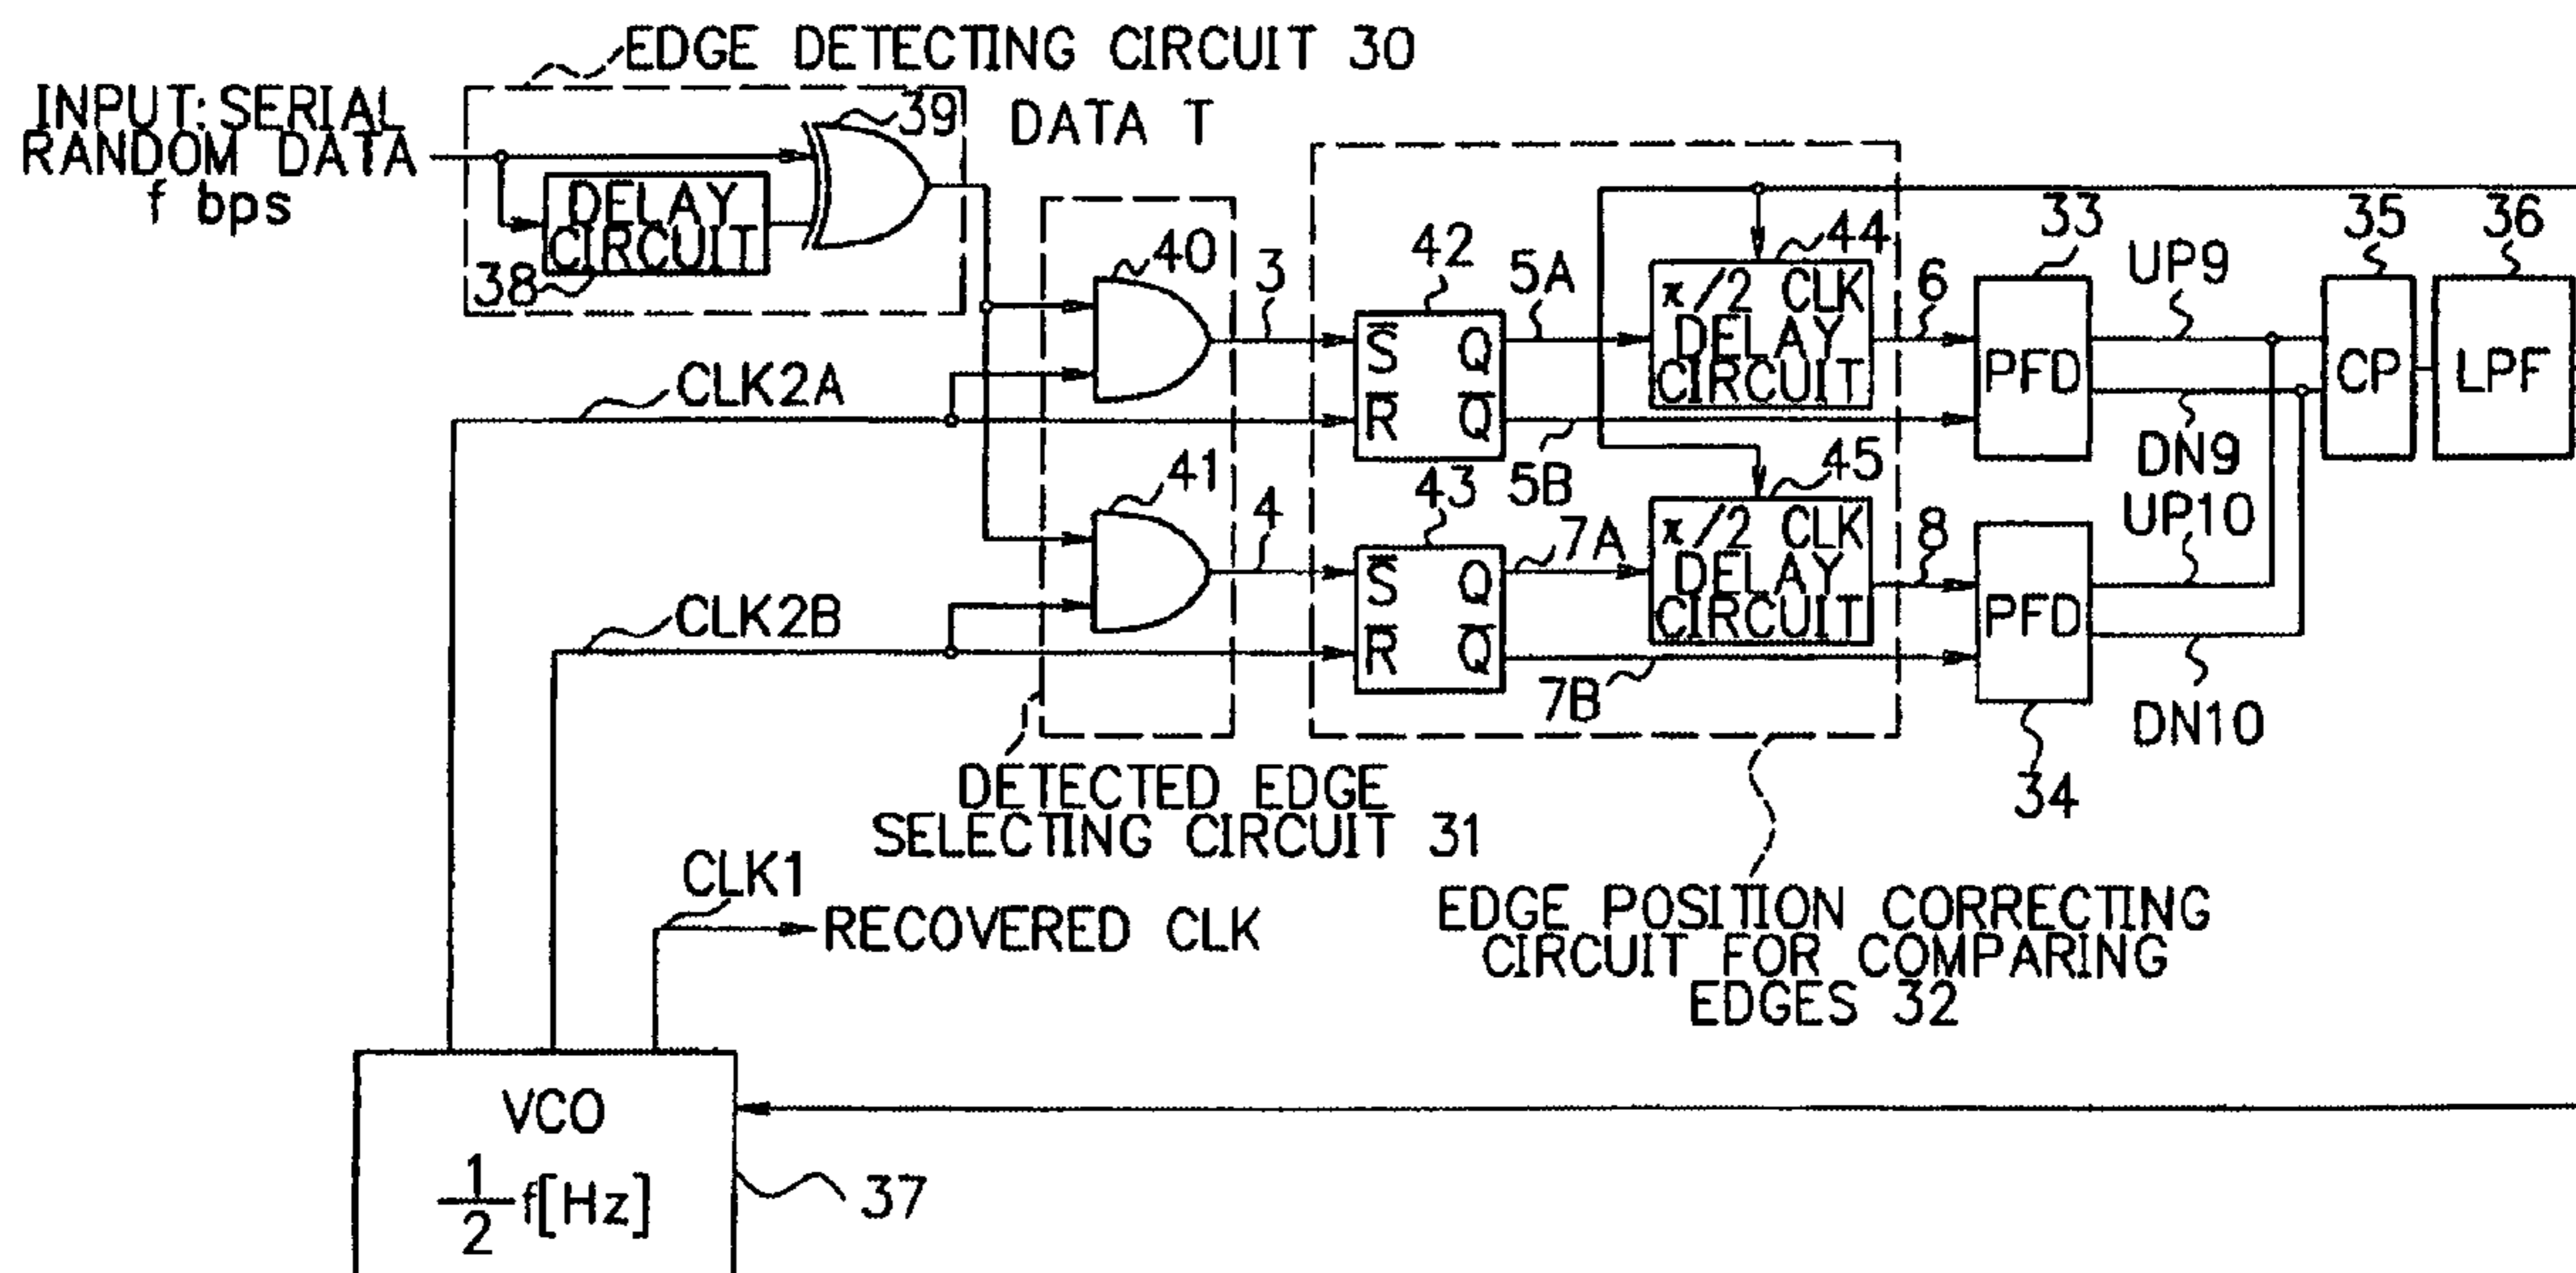 EDGE DETECTING CIRCUIT 30
INPUT: SERIAL
RANDOM DATA
f bps
39
DATA T
DELAY
CIRCUIT
38
40
3
42
5A
44
π/2 CLK
DELAY
CIRCUIT
6
33
UP9
35
36
S̅ Q
R̅ Q̅
PFD
CP
LPF
CLK2A
5B
DN9
41
4
43
7A
45
π/2 CLK
DELAY
CIRCUIT
8
UP10
S̅ Q
R̅ Q̅
PFD
CLK2B
7B
DN10
34
DETECTED EDGE
SELECTING CIRCUIT 31
CLK1
RECOVERED CLK
EDGE POSITION CORRECTING
CIRCUIT FOR COMPARING
EDGES 32
VCO
1/2 f[Hz]
37